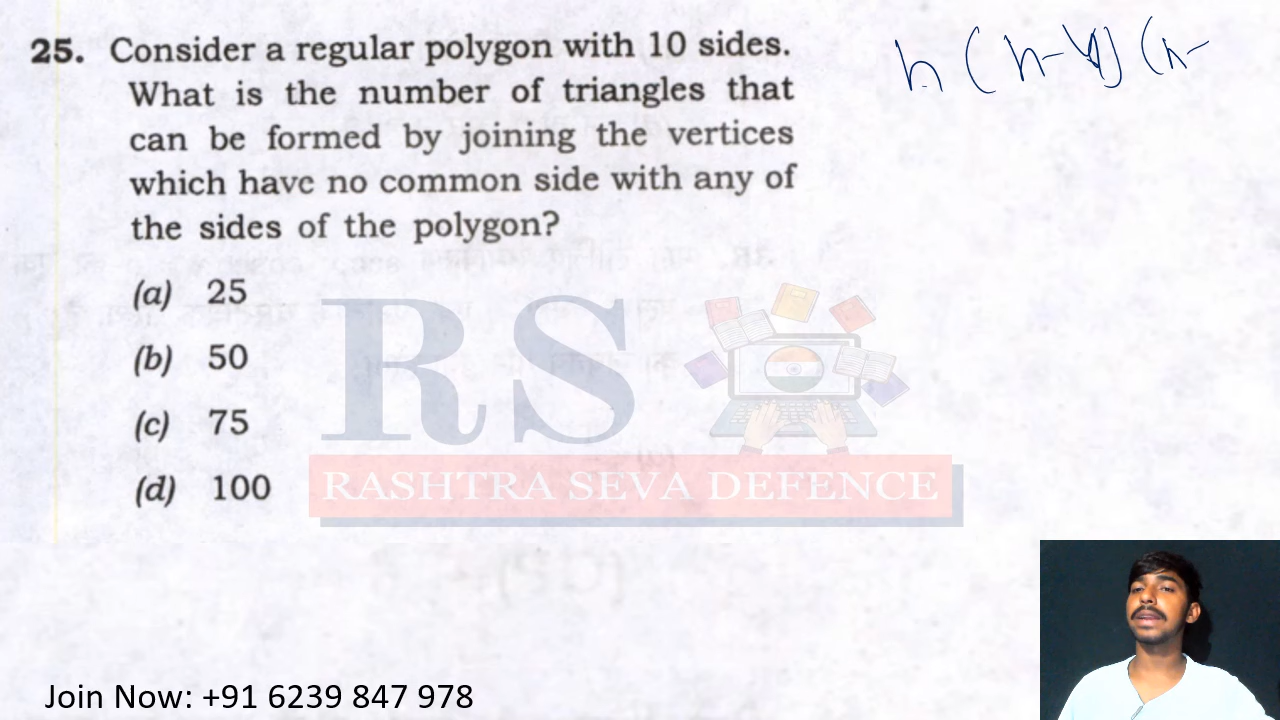 25. Consider a regular polygon with 10 sides.
What is the number of triangles that
can be formed by joining the vertices
which have no common side with any of
the sides of the polygon?
(a) 25
(b) 50
(c) 75
(d) 100
n (n-4) (n-
RS
RASHTRA SEVA DEFENCE
Join Now: +91 6239 847 978